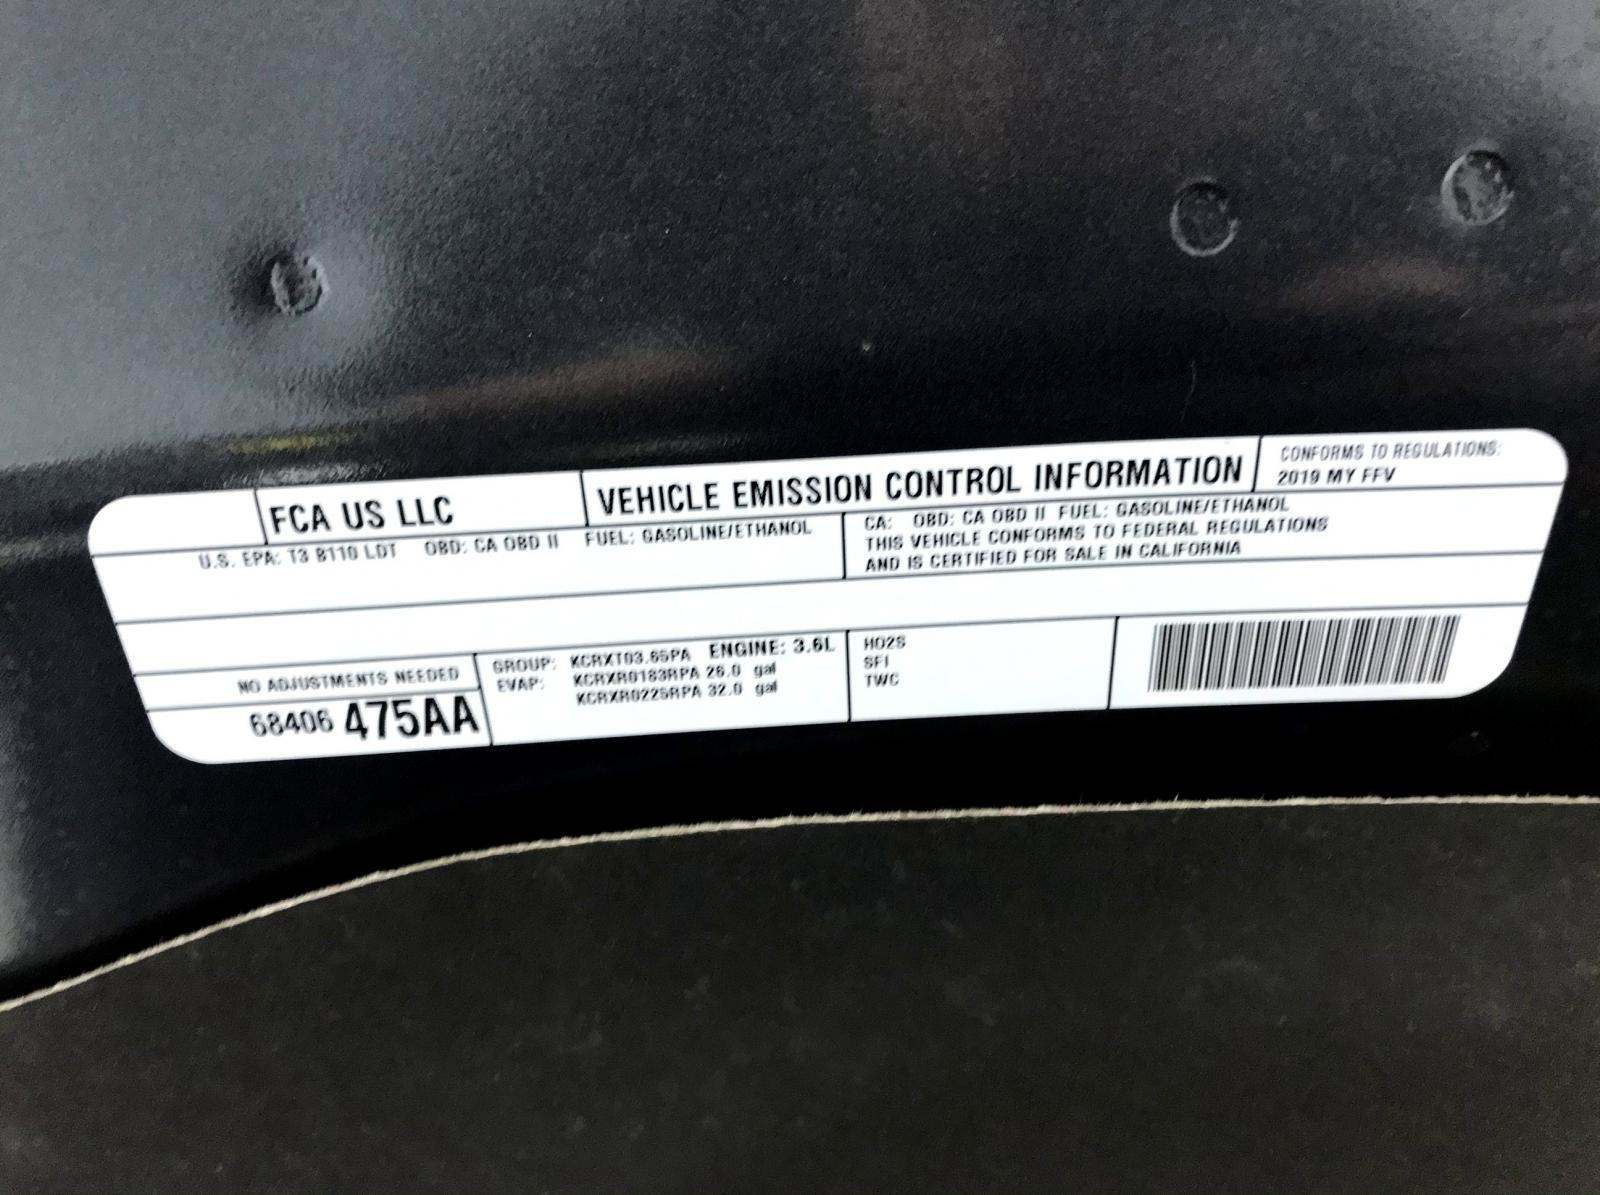 FCA US LLC
VEHICLE EMISSION CONTROL INFORMATION
CONFORMS TO REGULATIONS:
2019 MY FFV
U.S. EPA: T3 B110 LDT OBD: CA OBD II FUEL: GASOLINE/ETHANOL
CA: OBD: CA OBD II FUEL: GASOLINE/ETHANOL
THIS VEHICLE CONFORMS TO FEDERAL REGULATIONS
AND IS CERTIFIED FOR SALE IN CALIFORNIA
NO ADJUSTMENTS NEEDED
68406 475AA
GROUP: KCRXT03.65PA ENGINE: 3.6L
EVAP: KCRXR0183RPA 26.0 gal
KCRXR0225RPA 32.0 gal
HO2S
SFI
TWC